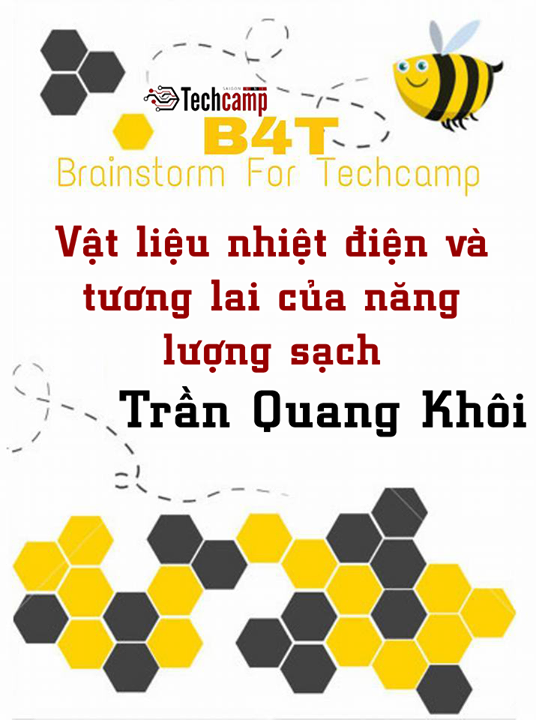 SAIGON
Techcamp
B4T
Brainstorm For Techcamp
Vật liệu nhiệt điện và
tương lai của năng
lượng sạch
Trần Quang Khôi